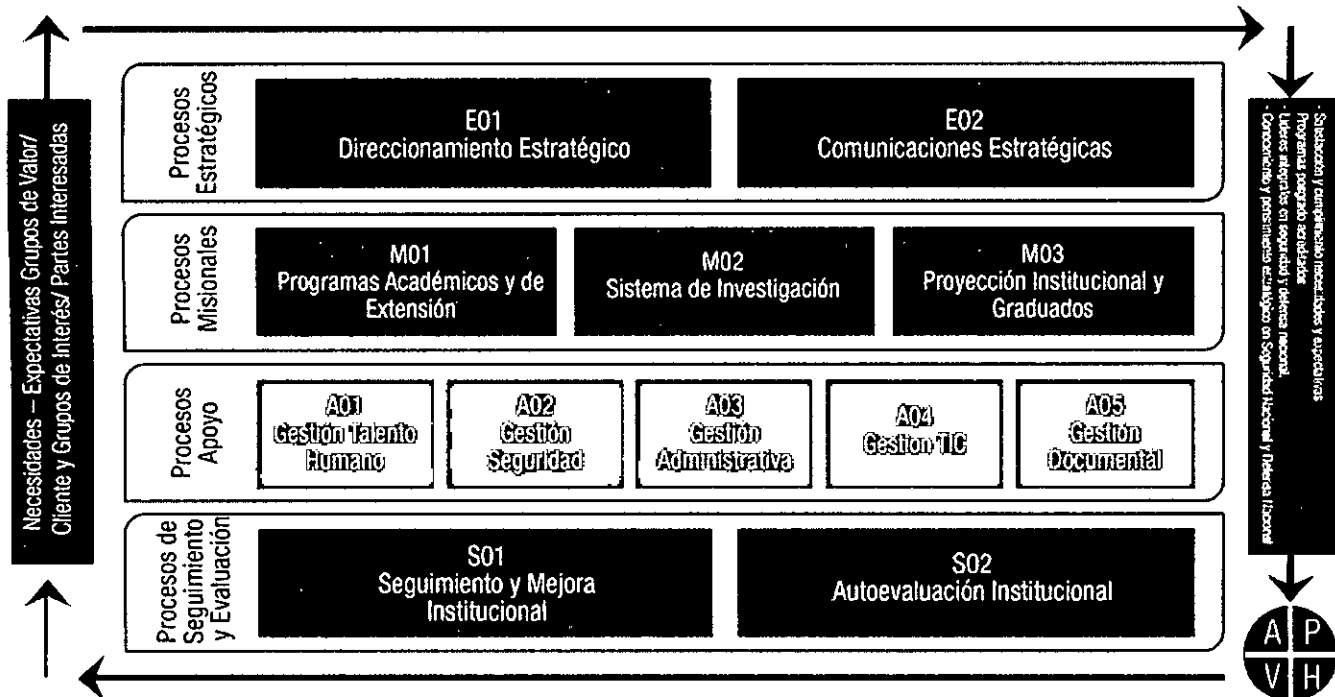 Necesidades – Expectativas Grupos de Valor/
Cliente y Grupos de Interés/ Partes Interesadas
Procesos
Estratégicos
E01
Direccionamiento Estratégico
E02
Comunicaciones Estratégicas
Procesos
Misionales
M01
Programas Académicos y de
Extensión
M02
Sistema de Investigación
M03
Proyección Institucional y
Graduados
Procesos
Apoyo
A01
Gestión Talento
Humano
A02
Gestión
Seguridad
A03
Gestión
Administrativa
A04
Gestion TIC
A05
Gestión
Documental
Procesos de
Seguimiento
y Evaluación
S01
Seguimiento y Mejora
Institucional
S02
Autoevaluación Institucional
- Satisfacción y cumplimiento necesidades y expectativas
Programas posgrado acreditados
- Líderes integrales en seguridad y defensa nacional.
- Conocimiento y pensamiento estratégico en Seguridad Nacional y Defensa Nacional
A P
V H